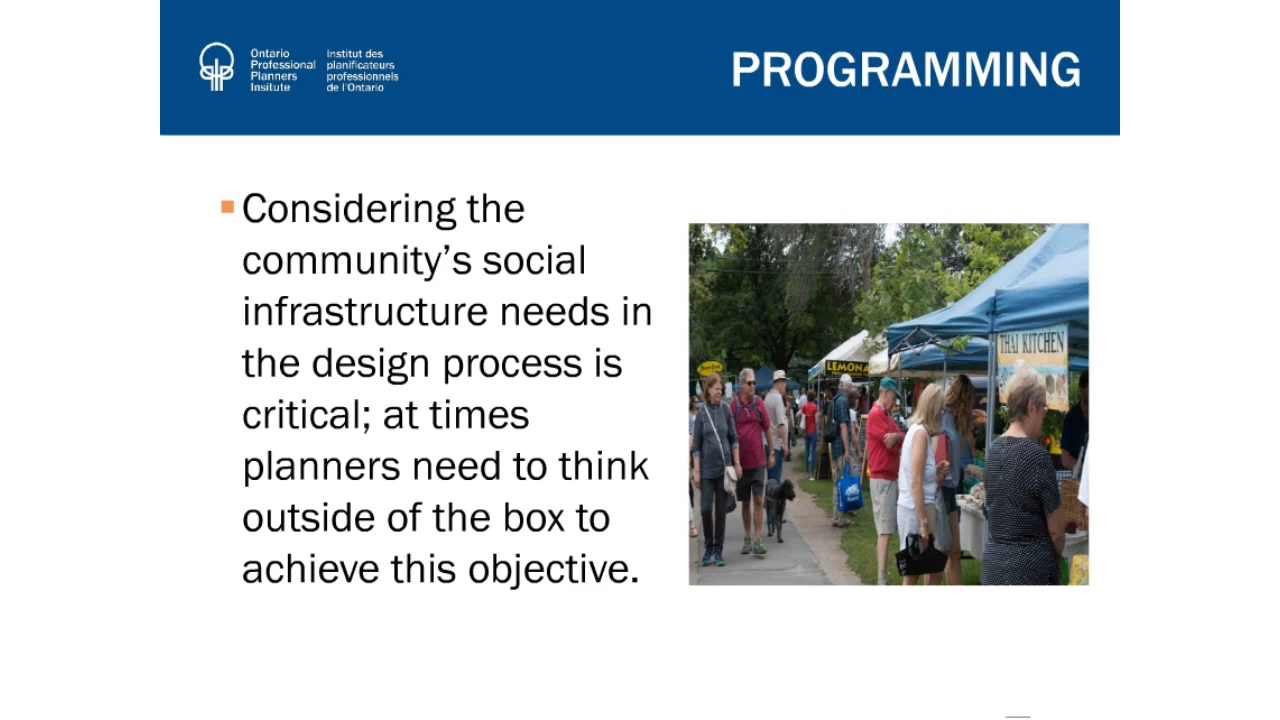 Ontario
Professional
Planners
Insitute
Institut des
planificateurs
professionnels
de l'Ontario
PROGRAMMING
Considering the
community's social
infrastructure needs in
the design process is
critical; at times
planners need to think
outside of the box to
achieve this objective.
LEMONA
THAI KITCHEN